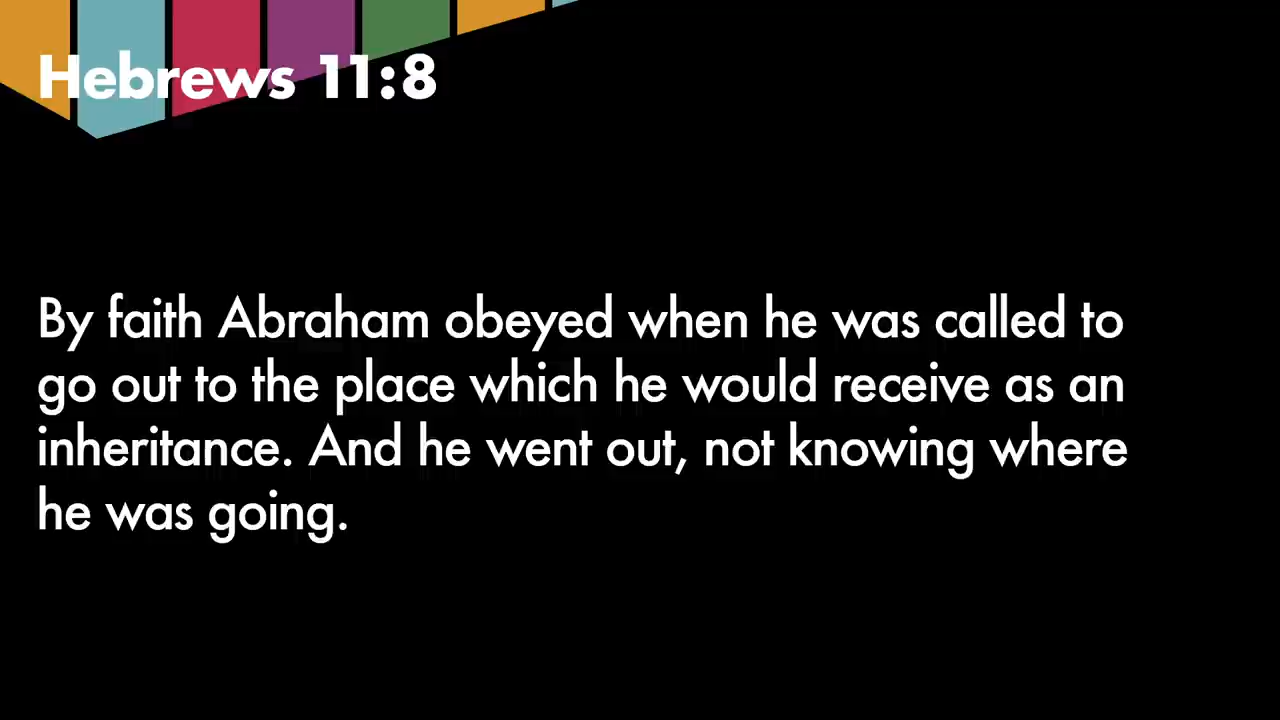 Hebrews 11:8
By faith Abraham obeyed when he was called to
go out to the place which he would receive as an
inheritance. And he went out, not knowing where
he was going.